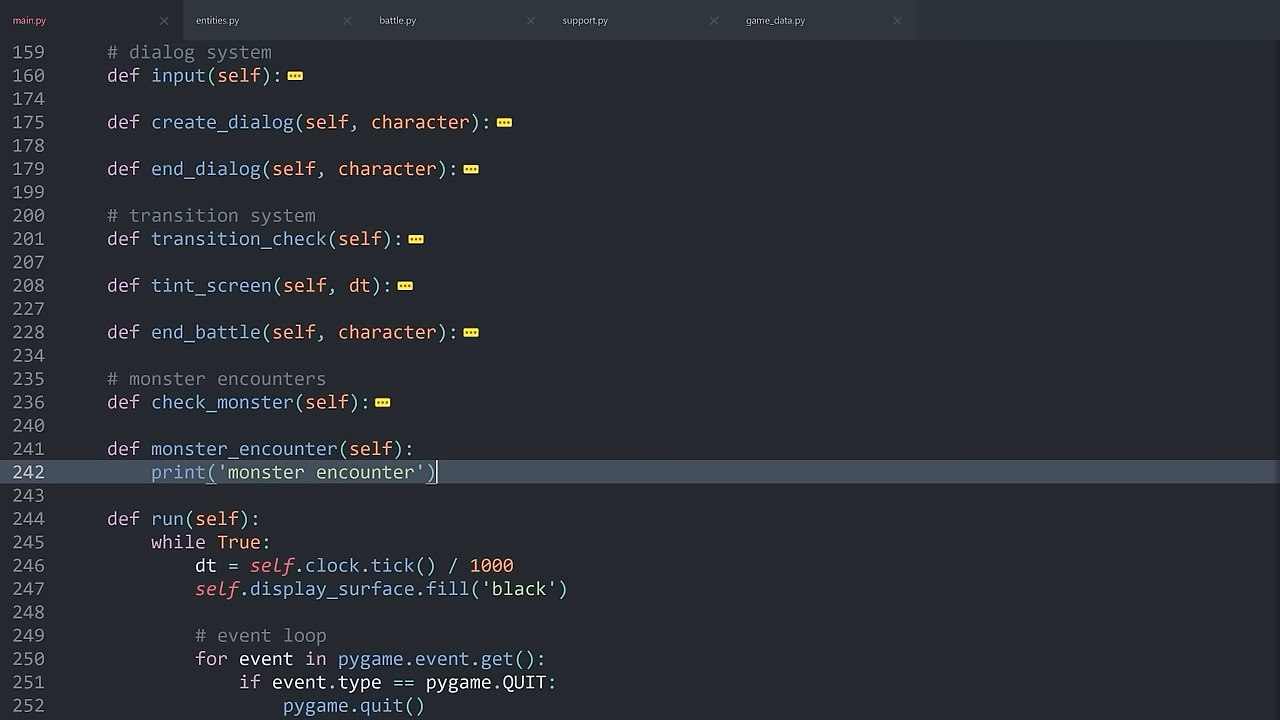 main.py entities.py battle.py support.py game_data.py
159 # dialog system
160 def input(self):
174
175 def create_dialog(self, character):
178
179 def end_dialog(self, character):
199
200 # transition system
201 def transition_check(self):
207
208 def tint_screen(self, dt):
227
228 def end_battle(self, character):
234
235 # monster encounters
236 def check_monster(self):
240
241 def monster_encounter(self):
242 print('monster encounter')
243
244 def run(self):
245 while True:
246 dt = self.clock.tick() / 1000
247 self.display_surface.fill('black')
248
249 # event loop
250 for event in pygame.event.get():
251 if event.type == pygame.QUIT:
252 pygame.quit()